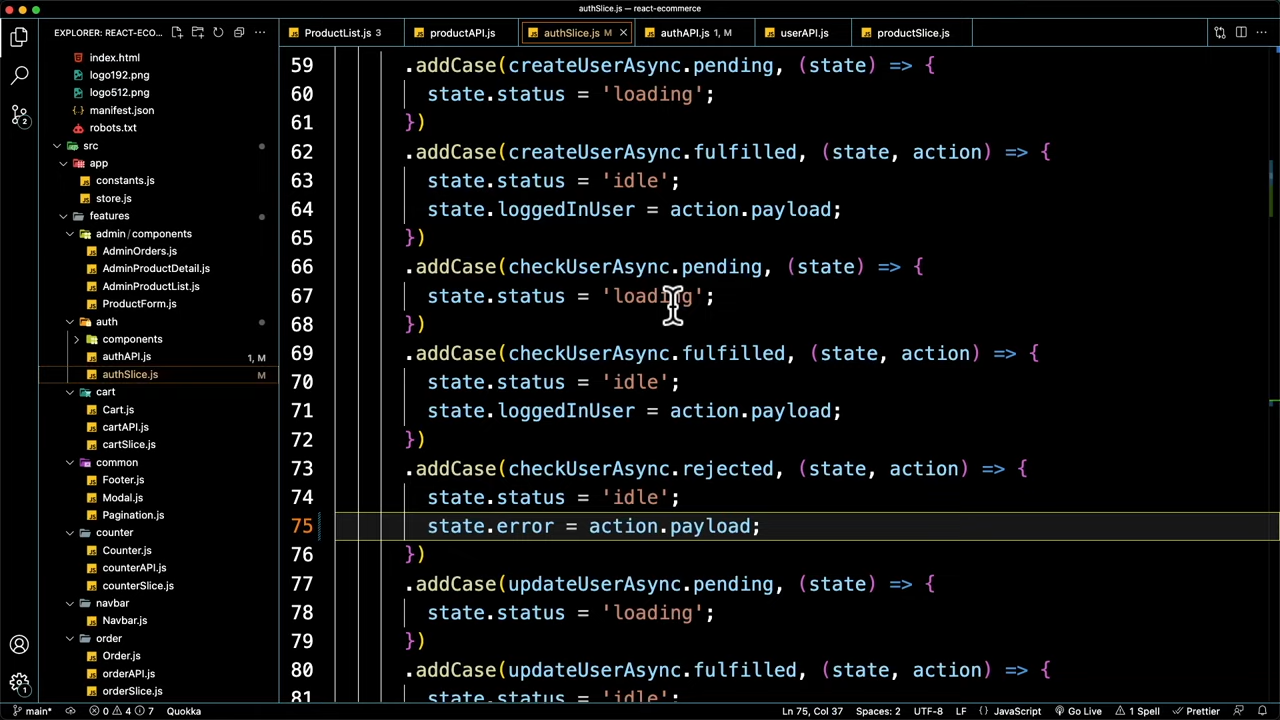 authSlice.js — react-ecommerce
EXPLORER: REACT-ECO...
ProductList.js 3
productAPI.js
authSlice.js M
authAPI.js 1, M
userAPI.js
productSlice.js
index.html
logo192.png
logo512.png
manifest.json
robots.txt
src
app
constants.js
store.js
features
admin/components
AdminOrders.js
AdminProductDetail.js
AdminProductList.js
ProductForm.js
auth
components
authAPI.js 1, M
authSlice.js M
cart
Cart.js
cartAPI.js
cartSlice.js
common
Footer.js
Modal.js
Pagination.js
counter
Counter.js
counterAPI.js
counterSlice.js
navbar
Navbar.js
order
Order.js
orderAPI.js
orderSlice.js
59 .addCase(createUserAsync.pending, (state) => {
60 state.status = 'loading';
61 })
62 .addCase(createUserAsync.fulfilled, (state, action) => {
63 state.status = 'idle';
64 state.loggedInUser = action.payload;
65 })
66 .addCase(checkUserAsync.pending, (state) => {
67 state.status = 'loading';
68 })
69 .addCase(checkUserAsync.fulfilled, (state, action) => {
70 state.status = 'idle';
71 state.loggedInUser = action.payload;
72 })
73 .addCase(checkUserAsync.rejected, (state, action) => {
74 state.status = 'idle';
75 state.error = action.payload;
76 })
77 .addCase(updateUserAsync.pending, (state) => {
78 state.status = 'loading';
79 })
80 .addCase(updateUserAsync.fulfilled, (state, action) => {
81 state.status = 'idle';
main* 0 4 7 Quokka
Ln 75, Col 37 Spaces: 2 UTF-8 LF {} JavaScript Go Live 1 Spell Prettier